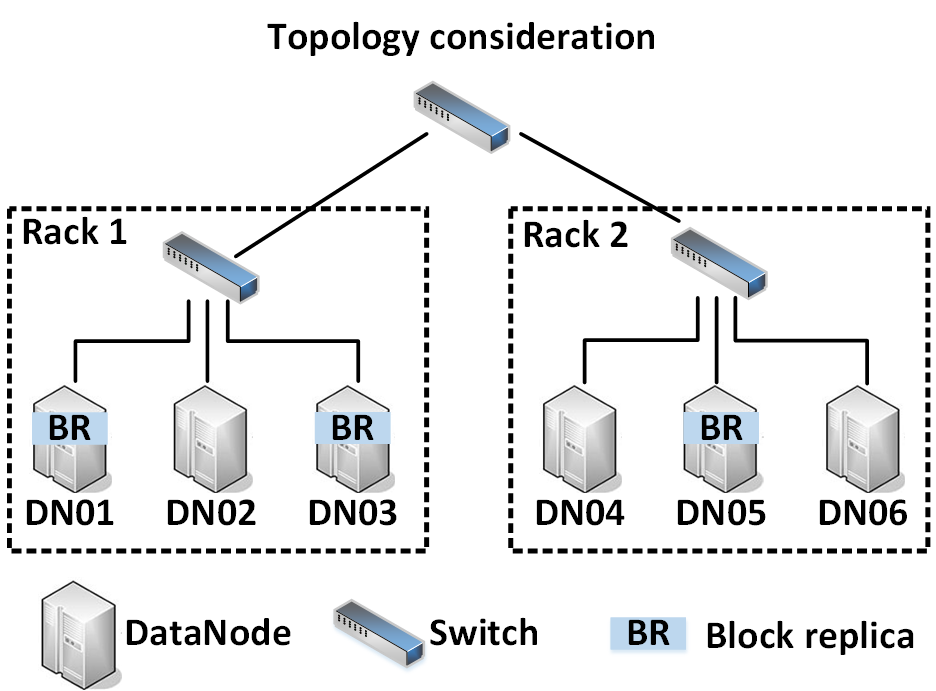 Topology consideration
Rack 1
Rack 2
BR
BR
BR
DN01
DN02
DN03
DN04
DN05
DN06
DataNode
Switch
BR
Block replica